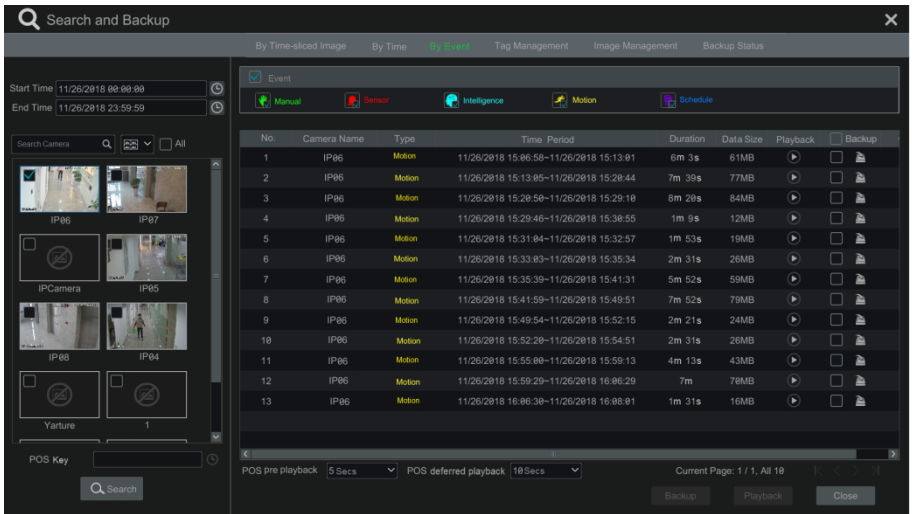 Search and Backup
By Time-sliced Image By Time By Event Tag Management Image Management Backup Status
Start Time 11/26/2018 00:00:00
End Time 11/26/2018 23:59:59
Search Camera All
IP06 IP07
IPCamera IP05
IP08 IP04
Yarture 1
POS Key
Search
Event
Manual Sensor Intelligence Motion Schedule
No. Camera Name Type Time Period Duration Data Size Playback Backup
1 IP06 Motion 11/26/2018 15:06:58~11/26/2018 15:13:01 6m 3s 61MB
2 IP06 Motion 11/26/2018 15:13:05~11/26/2018 15:20:44 7m 39s 77MB
3 IP06 Motion 11/26/2018 15:20:50~11/26/2018 15:29:10 8m 20s 84MB
4 IP06 Motion 11/26/2018 15:29:46~11/26/2018 15:30:55 1m 9s 12MB
5 IP06 Motion 11/26/2018 15:31:04~11/26/2018 15:32:57 1m 53s 19MB
6 IP06 Motion 11/26/2018 15:33:03~11/26/2018 15:35:34 2m 31s 26MB
7 IP06 Motion 11/26/2018 15:35:39~11/26/2018 15:41:31 5m 52s 59MB
8 IP06 Motion 11/26/2018 15:41:59~11/26/2018 15:49:51 7m 52s 79MB
9 IP06 Motion 11/26/2018 15:49:54~11/26/2018 15:52:15 2m 21s 24MB
10 IP06 Motion 11/26/2018 15:52:20~11/26/2018 15:54:51 2m 31s 26MB
11 IP06 Motion 11/26/2018 15:55:00~11/26/2018 15:59:13 4m 13s 43MB
12 IP06 Motion 11/26/2018 15:59:29~11/26/2018 16:06:29 7m 70MB
13 IP06 Motion 11/26/2018 16:06:30~11/26/2018 16:08:01 1m 31s 16MB
POS pre playback 5 Secs POS deferred playback 10 Secs Current Page: 1 / 1, All 10
Backup Playback Close